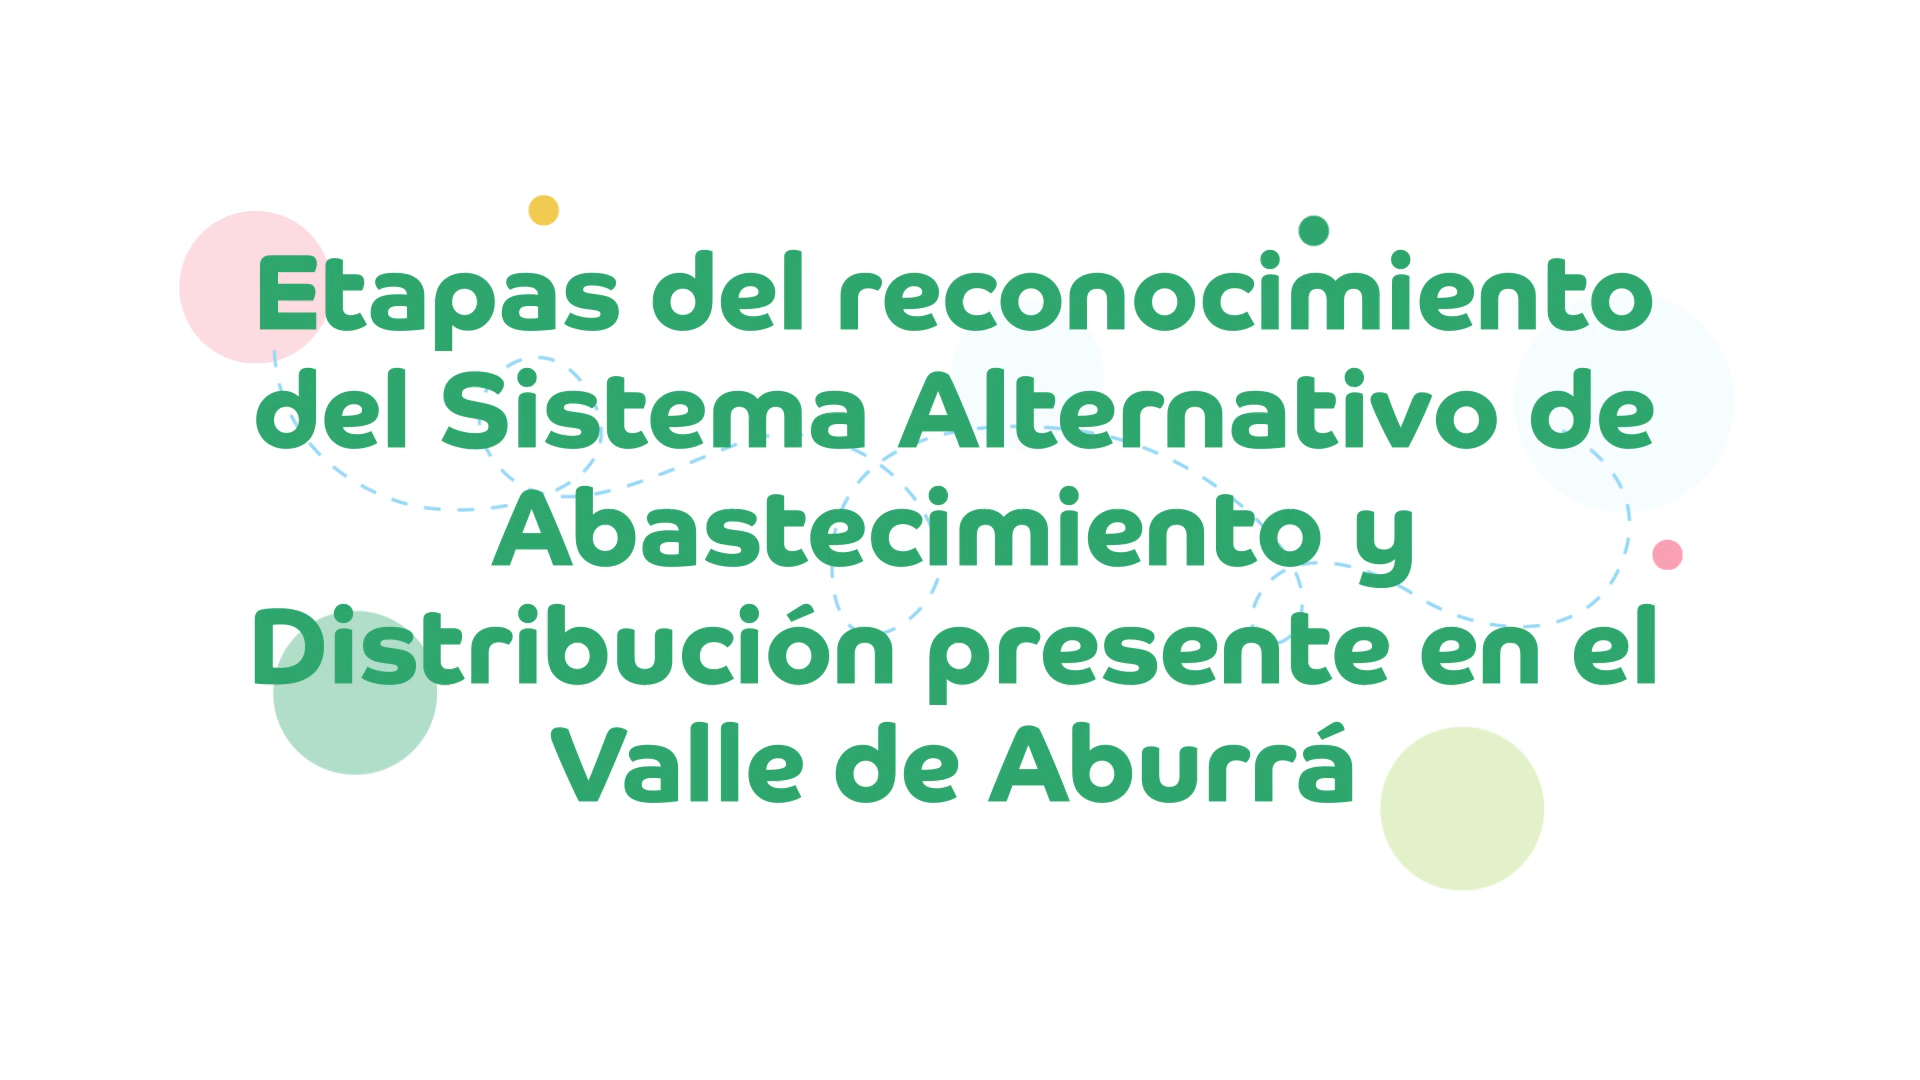 Etapas del reconocimiento
del Sistema Alternativo de
Abastecimiento y
Distribución presente en el
Valle de Aburrá